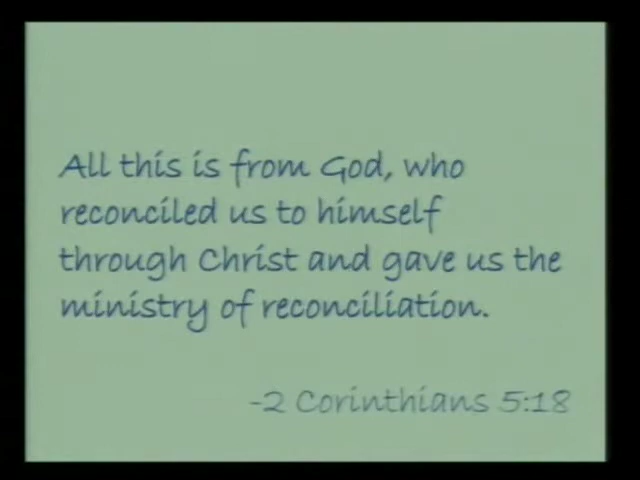 All this is from God, who
reconciled us to himself
through Christ and gave us the
ministry of reconciliation.
-2 Corinthians 5:18